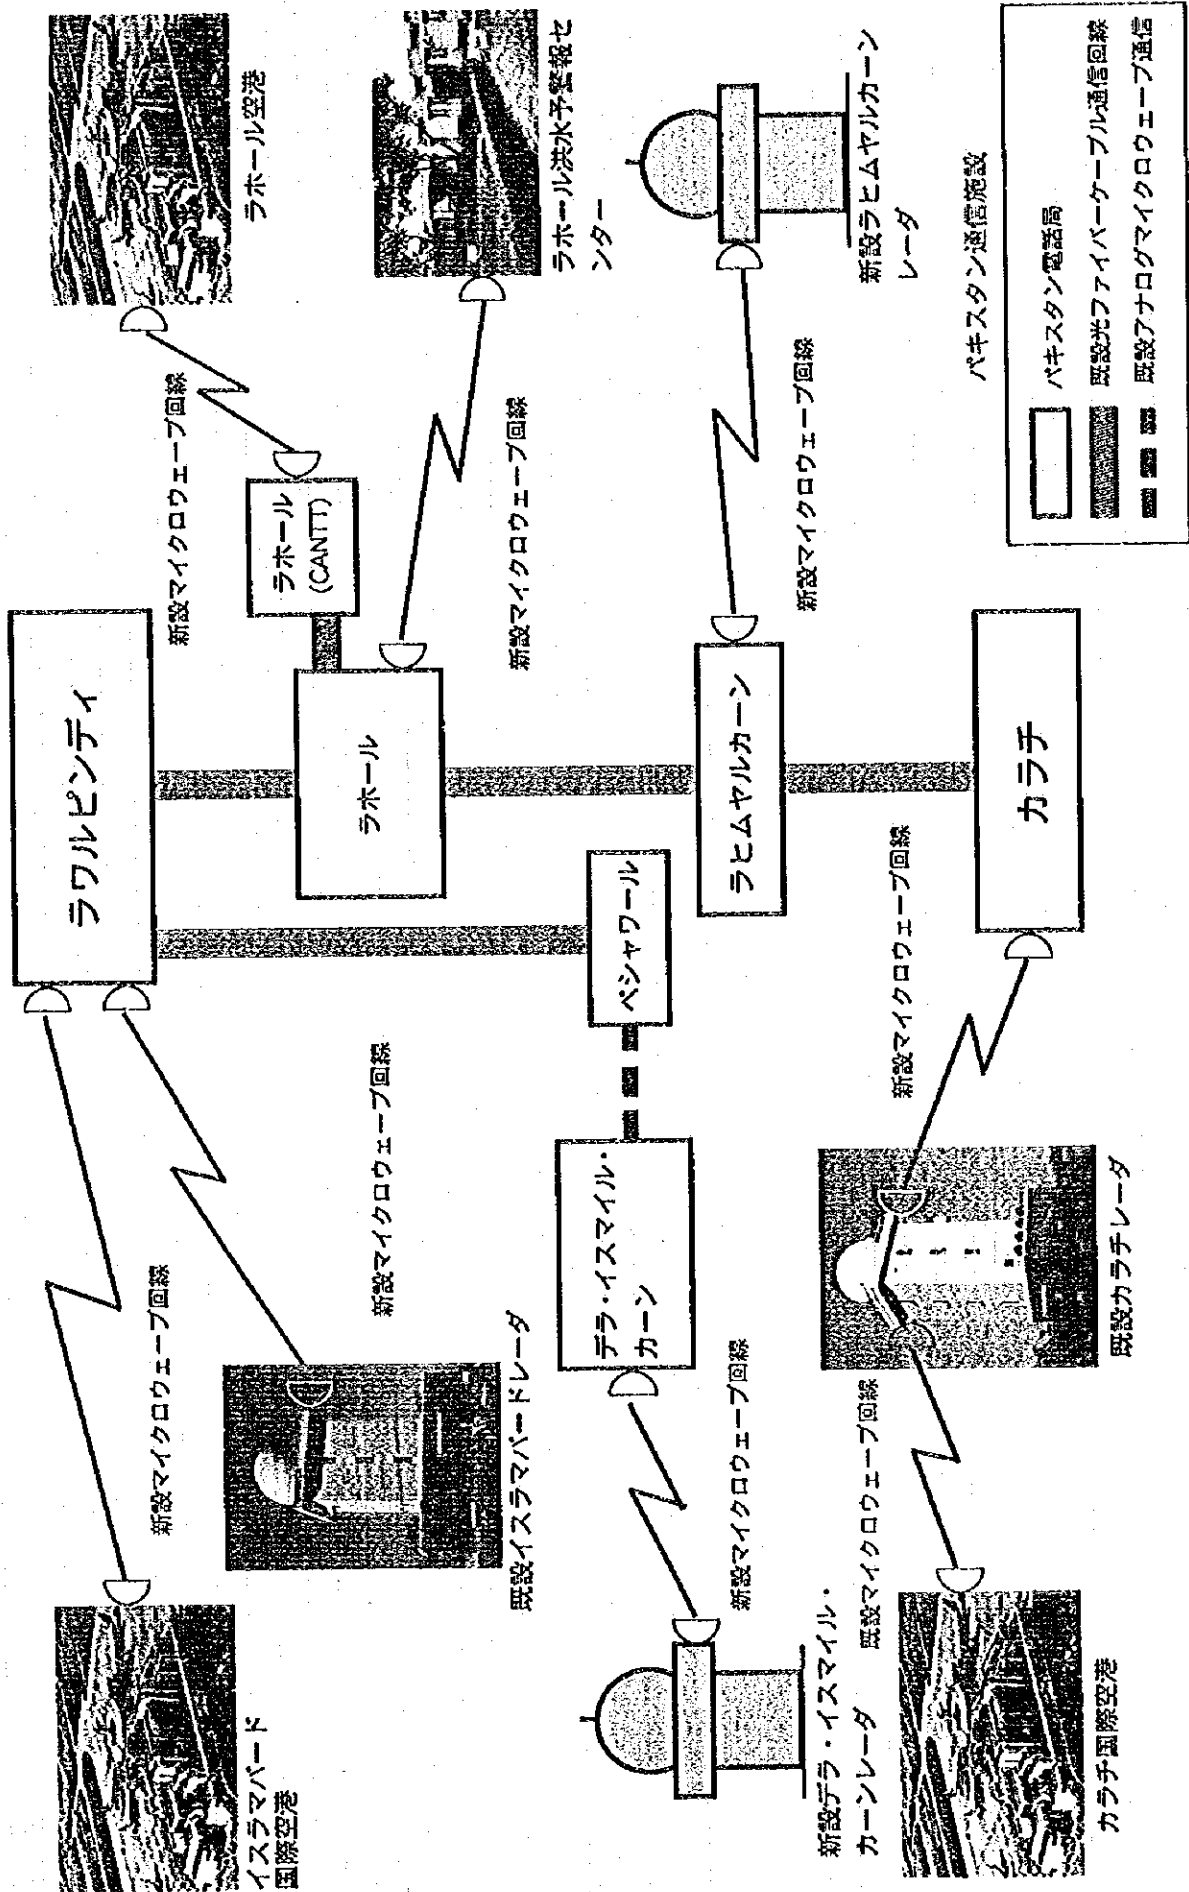 イスラマバード
国際空港
新設マイクロウェーブ回線
ラワルピンディ
新設マイクロウェーブ回線
ラホール空港
既設イスラマバードレーダ
新設マイクロウェーブ回線
ラホール
ラホール
(CANTT)
新設マイクロウェーブ回線
ラホール洪水予警報セ
ンター
新設デラ・イスマイル・
カーンレーダ
新設マイクロウェーブ回線
デラ・イスマイル・
カーン
ペシャワール
ラヒムヤルカーン
新設マイクロウェーブ回線
新設ラヒムヤルカーン
レーダ
カラチ国際空港
既設マイクロウェーブ回線
既設カラチレーダ
新設マイクロウェーブ回線
カラチ
パキスタン通信施設
パキスタン電話局
既設光ファイバーケーブル通信回線
既設アナログマイクロウェーブ通信